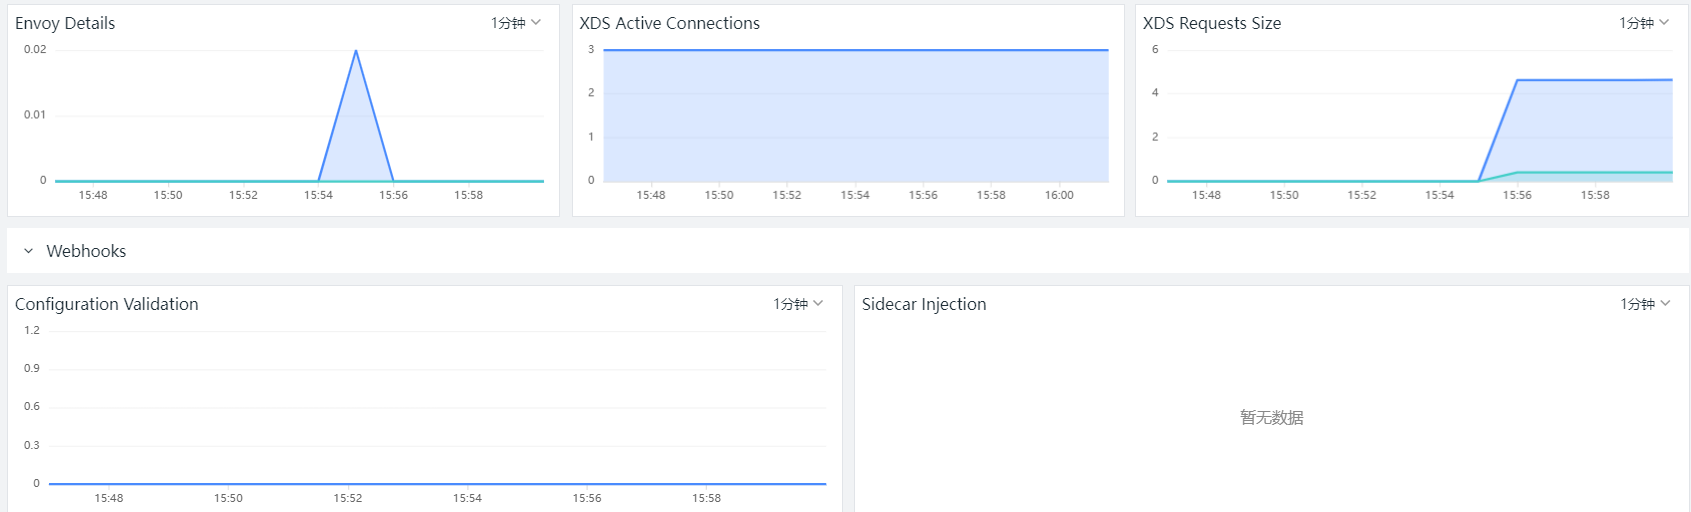 Envoy Details 1分钟
0.02
0.01
0
15:48 15:50 15:52 15:54 15:56 15:58
XDS Active Connections
3
2
1
0
15:48 15:50 15:52 15:54 15:56 15:58 16:00
XDS Requests Size 1分钟
6
4
2
0
15:48 15:50 15:52 15:54 15:56 15:58
Webhooks
Configuration Validation 1分钟
1.2
0.9
0.6
0.3
0
15:48 15:50 15:52 15:54 15:56 15:58
Sidecar Injection 1分钟
暂无数据